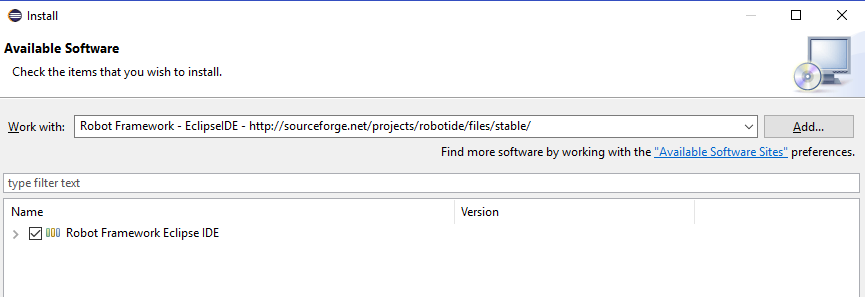 Install
Available Software
Check the items that you wish to install.
Work with: Robot Framework - EclipseIDE - http://sourceforge.net/projects/robotide/files/stable/ Add...
Find more software by working with the "Available Software Sites" preferences.
type filter text
Name Version
Robot Framework Eclipse IDE